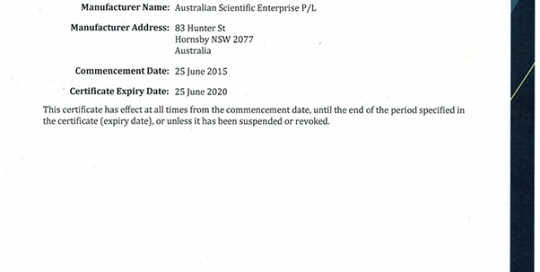 Manufacturer Name: Australian Scientific Enterprise P/L
Manufacturer Address: 83 Hunter St
Hornsby NSW 2077
Australia
Commencement Date: 25 June 2015
Certificate Expiry Date: 25 June 2020
This certificate has effect at all times from the commencement date, until the end of the period specified in
the certificate (expiry date), or unless it has been suspended or revoked.